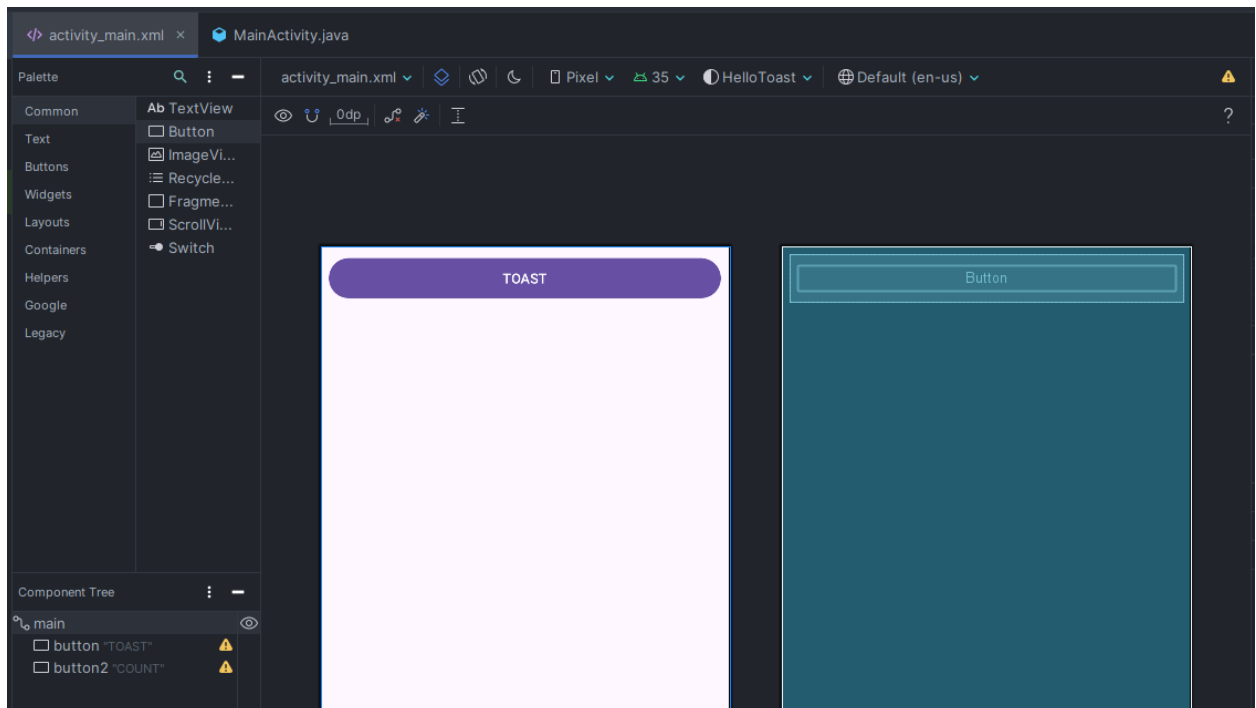 activity_main.xml
MainActivity.java
Palette
activity_main.xml
Pixel
35
HelloToast
Default (en-us)
Common
Text
Buttons
Widgets
Layouts
Containers
Helpers
Google
Legacy
Ab TextView
Button
ImageVi...
Recycle...
Fragme...
ScrollVi...
Switch
0dp
?
TOAST
Button
Component Tree
main
button "TOAST"
button2 "COUNT"